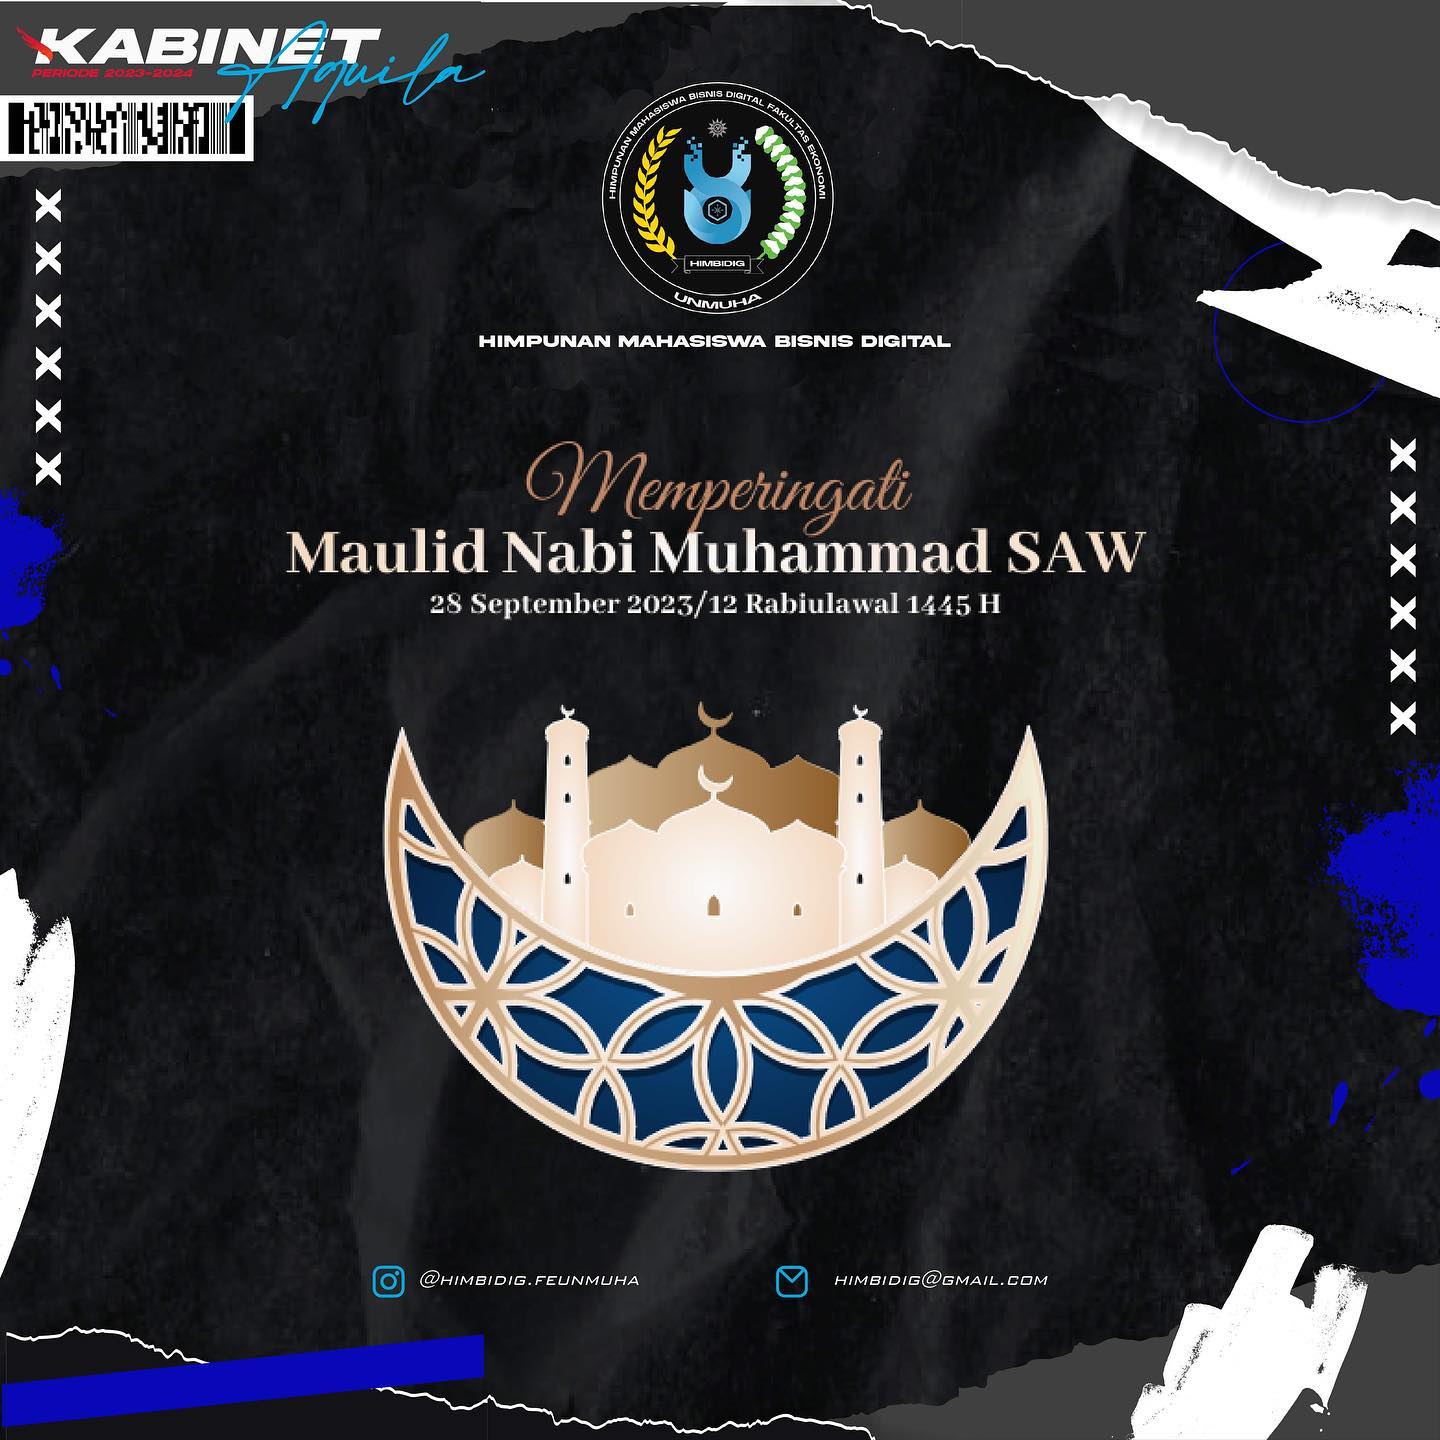 KABINET
Aquila
PERIODE 2023-2024
HIMPUNAN MAHASISWA BISNIS DIGITAL FAKULTAS EKONOMI
HIMBIDIG
UNMUHA
HIMPUNAN MAHASISWA BISNIS DIGITAL
Memperingati
Maulid Nabi Muhammad SAW
28 September 2023/12 Rabiulawal 1445 H
@HIMBIDIG.FEUNMUHA
HIMBIDIG@GMAIL.COM